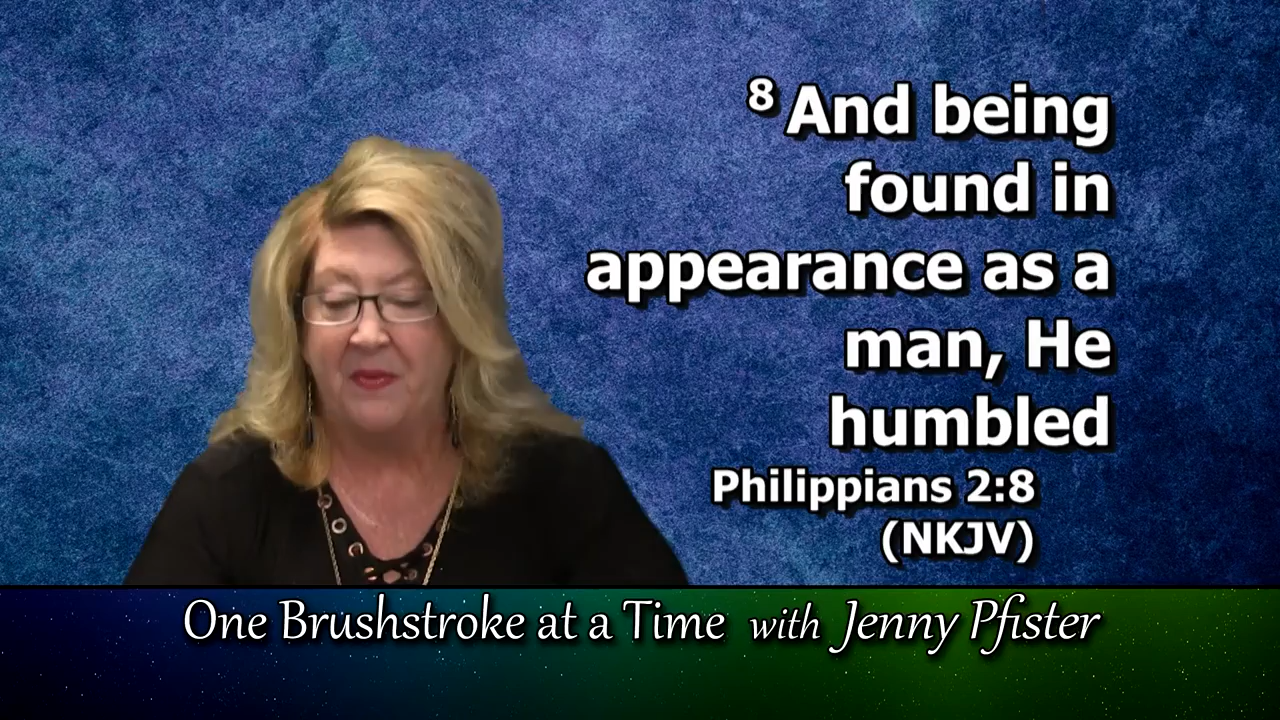 8 And being
found in
appearance as a
man, He
humbled
Philippians 2:8
(NKJV)
One Brushstroke at a Time with Jenny Pfister